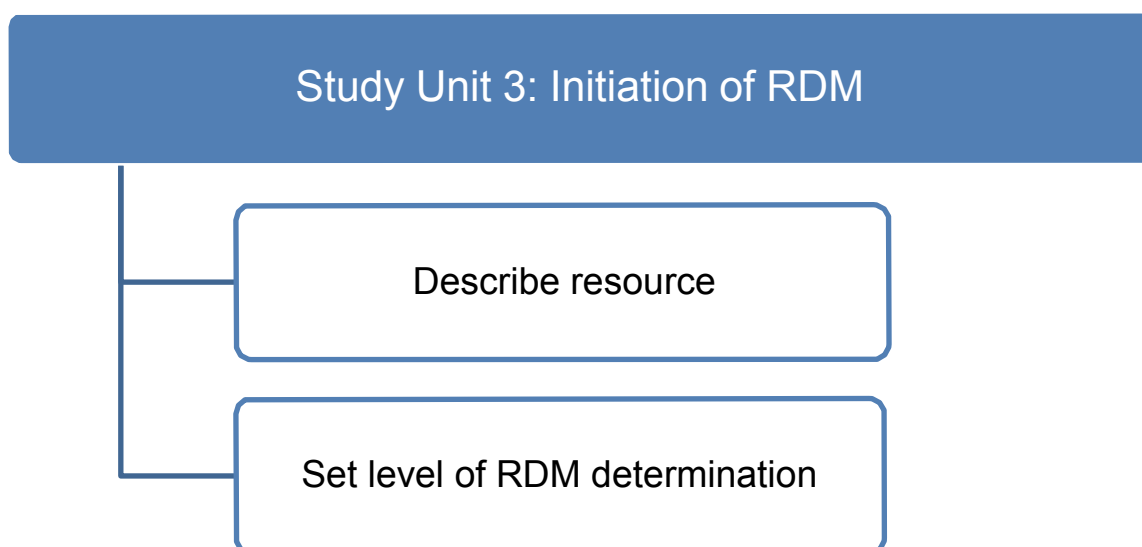 Study Unit 3: Initiation of RDM
Describe resource
Set level of RDM determination